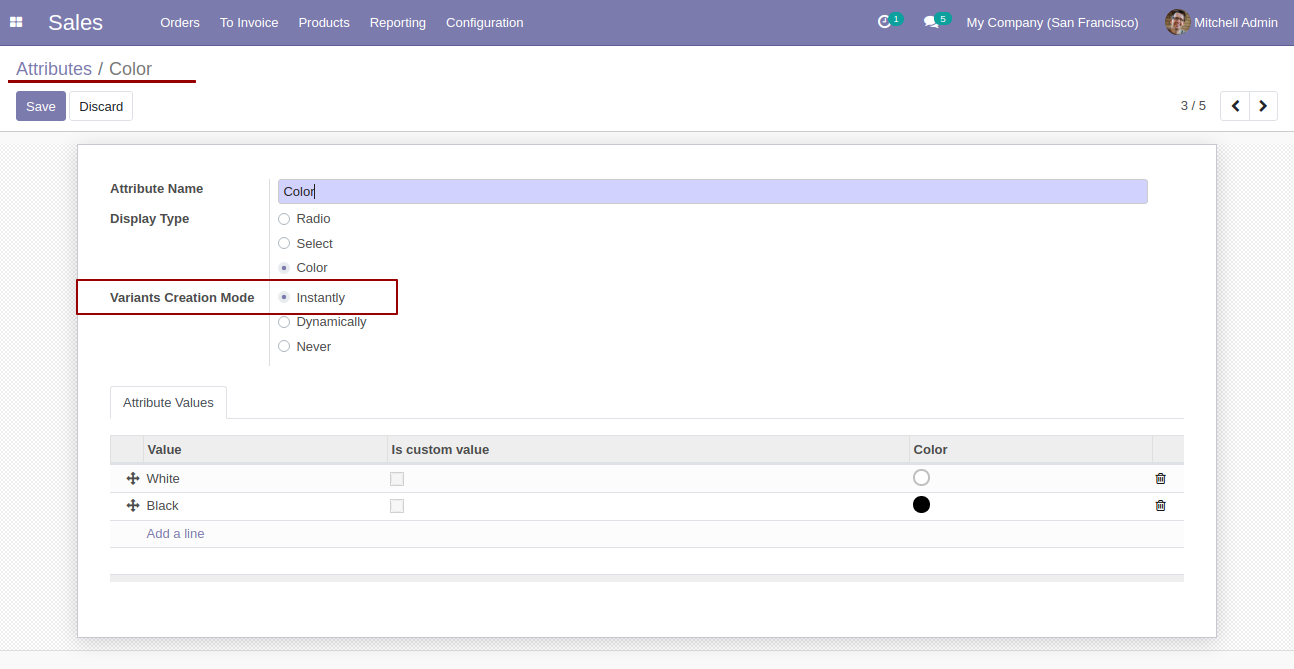 Sales Orders To Invoice Products Reporting Configuration 1 5 My Company (San Francisco) Mitchell Admin
Attributes / Color
Save Discard 3 / 5
Attribute Name Color
Display Type Radio
Select
Color
Variants Creation Mode Instantly
Dynamically
Never
Attribute Values
Value Is custom value Color
White
Black
Add a line